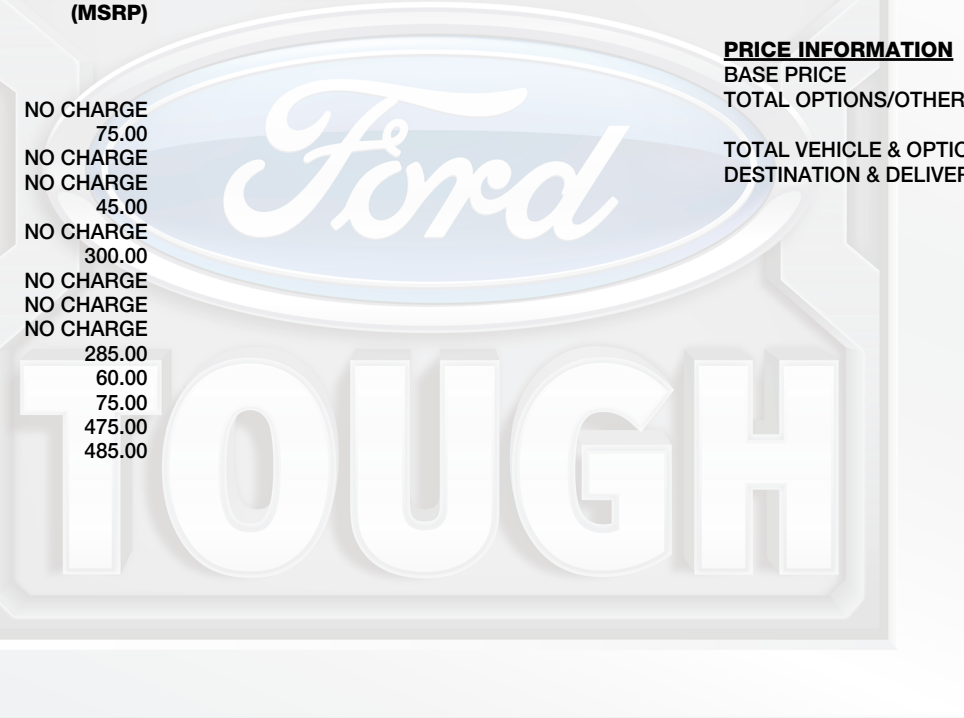 (MSRP)
NO CHARGE
75.00
NO CHARGE
NO CHARGE
45.00
NO CHARGE
300.00
NO CHARGE
NO CHARGE
NO CHARGE
285.00
60.00
75.00
475.00
485.00
PRICE INFORMATION
BASE PRICE
TOTAL OPTIONS/OTHER
TOTAL VEHICLE & OPTIO
DESTINATION & DELIVER
Ford
TOUGH